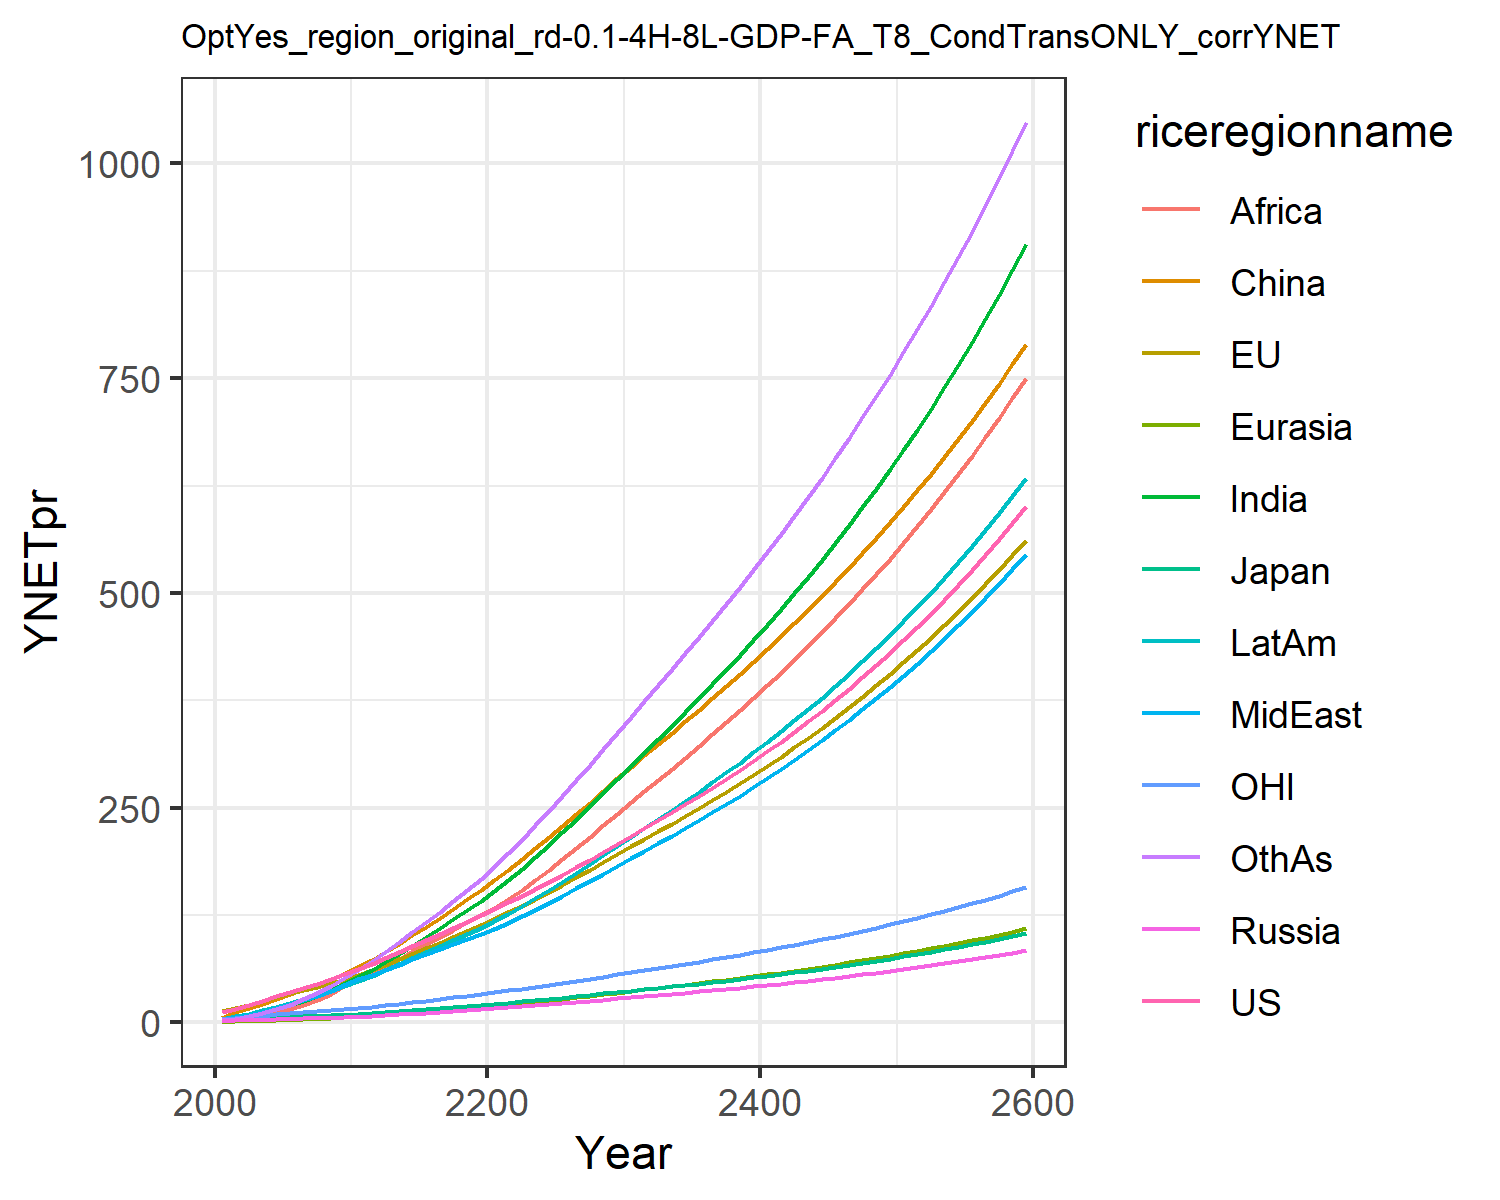 OptYes_region_original_rd-0.1-4H-8L-GDP-FA_T8_CondTransONLY_corrYNET
riceregionname
Africa
China
EU
Eurasia
India
Japan
LatAm
MidEast
OHI
OthAs
Russia
US
YNETpr
1000
750
500
250
0
2000 2200 2400 2600
Year